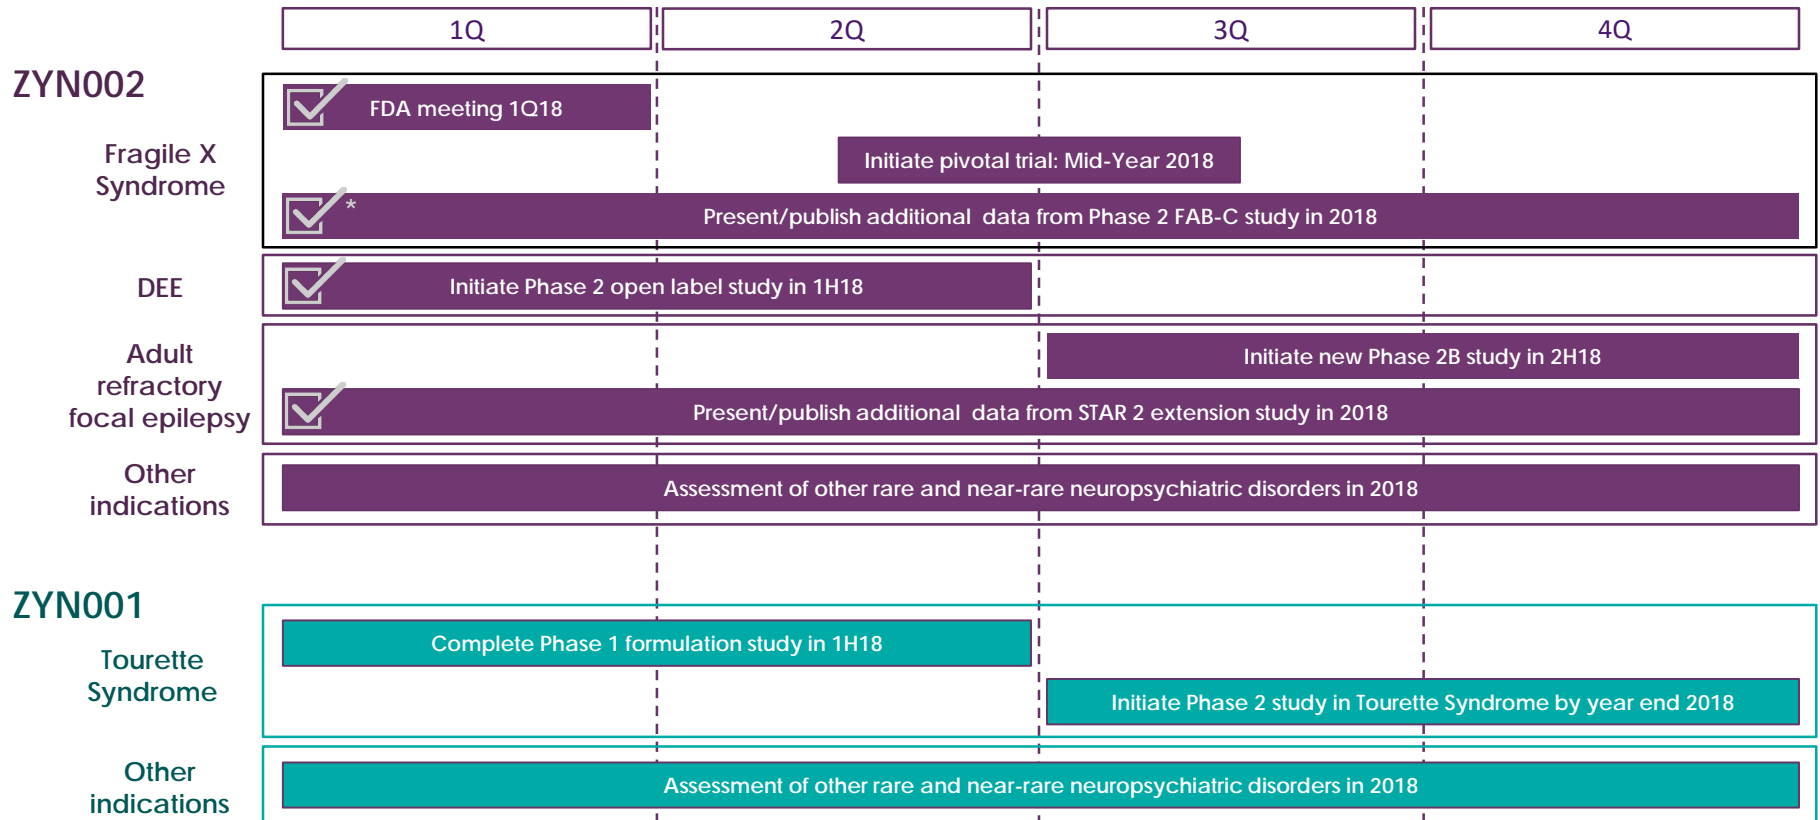 1Q
2Q
3Q
4Q
ZYN002
Fragile X
Syndrome
FDA meeting 1Q18
Initiate pivotal trial: Mid-Year 2018
*
Present/publish additional data from Phase 2 FAB-C study in 2018
DEE
Initiate Phase 2 open label study in 1H18
Adult
refractory
focal epilepsy
Initiate new Phase 2B study in 2H18
Present/publish additional data from STAR 2 extension study in 2018
Other
indications
Assessment of other rare and near-rare neuropsychiatric disorders in 2018
ZYN001
Tourette
Syndrome
Complete Phase 1 formulation study in 1H18
Initiate Phase 2 study in Tourette Syndrome by year end 2018
Other
indications
Assessment of other rare and near-rare neuropsychiatric disorders in 2018